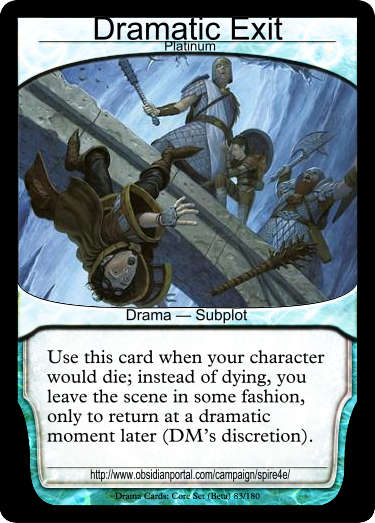 Dramatic Exit
Platinum
Drama — Subplot
Use this card when your character
would die; instead of dying, you
leave the scene in some fashion,
only to return at a dramatic
moment later (DM's discretion).
http://www.obsidianportal.com/campaign/spire4e/
Drama Cards: Core Set (Beta) 83/180